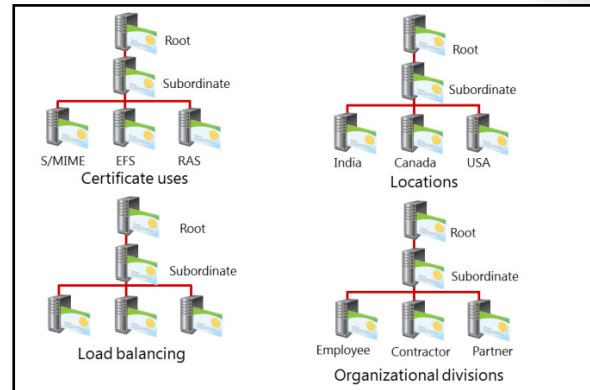 Root
Subordinate
S/MIME EFS RAS
Certificate uses
Root
Subordinate
India Canada USA
Locations
Root
Subordinate
Load balancing
Root
Subordinate
Employee Contractor Partner
Organizational divisions